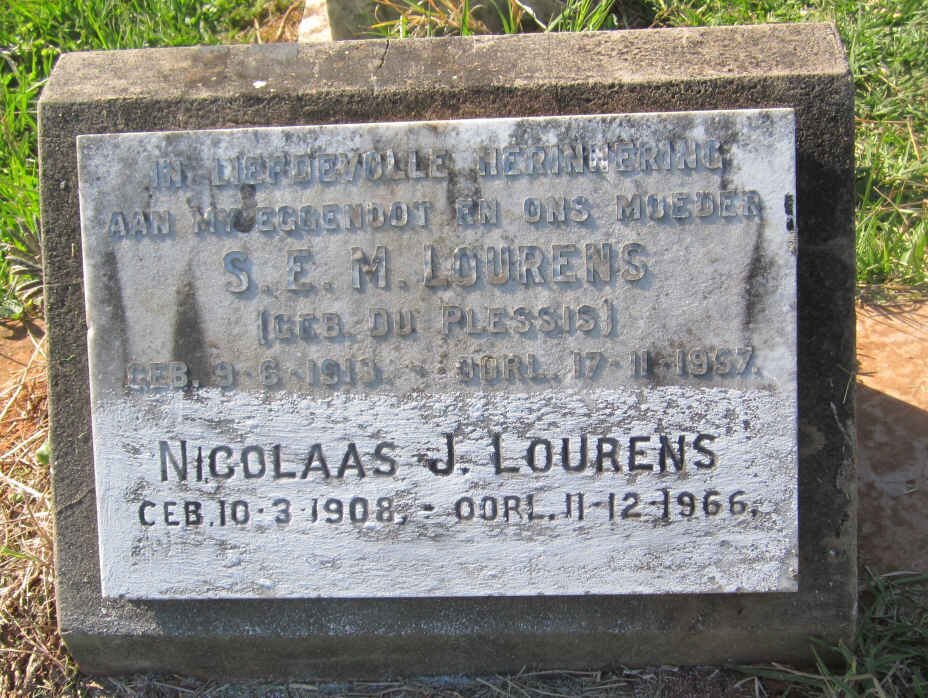 IN LIEFDEVOLLE HERINNERING
AAN MY EGGENOOT EN ONS MOEDER
S. E. M. LOURENS
(GEB. DU PLESSIS)
GEB. 9-6-1913. - OORL. 17-11-1957.
NICOLAAS J. LOURENS
GEB. 10-3-1908, - OORL. 11-12-1966.